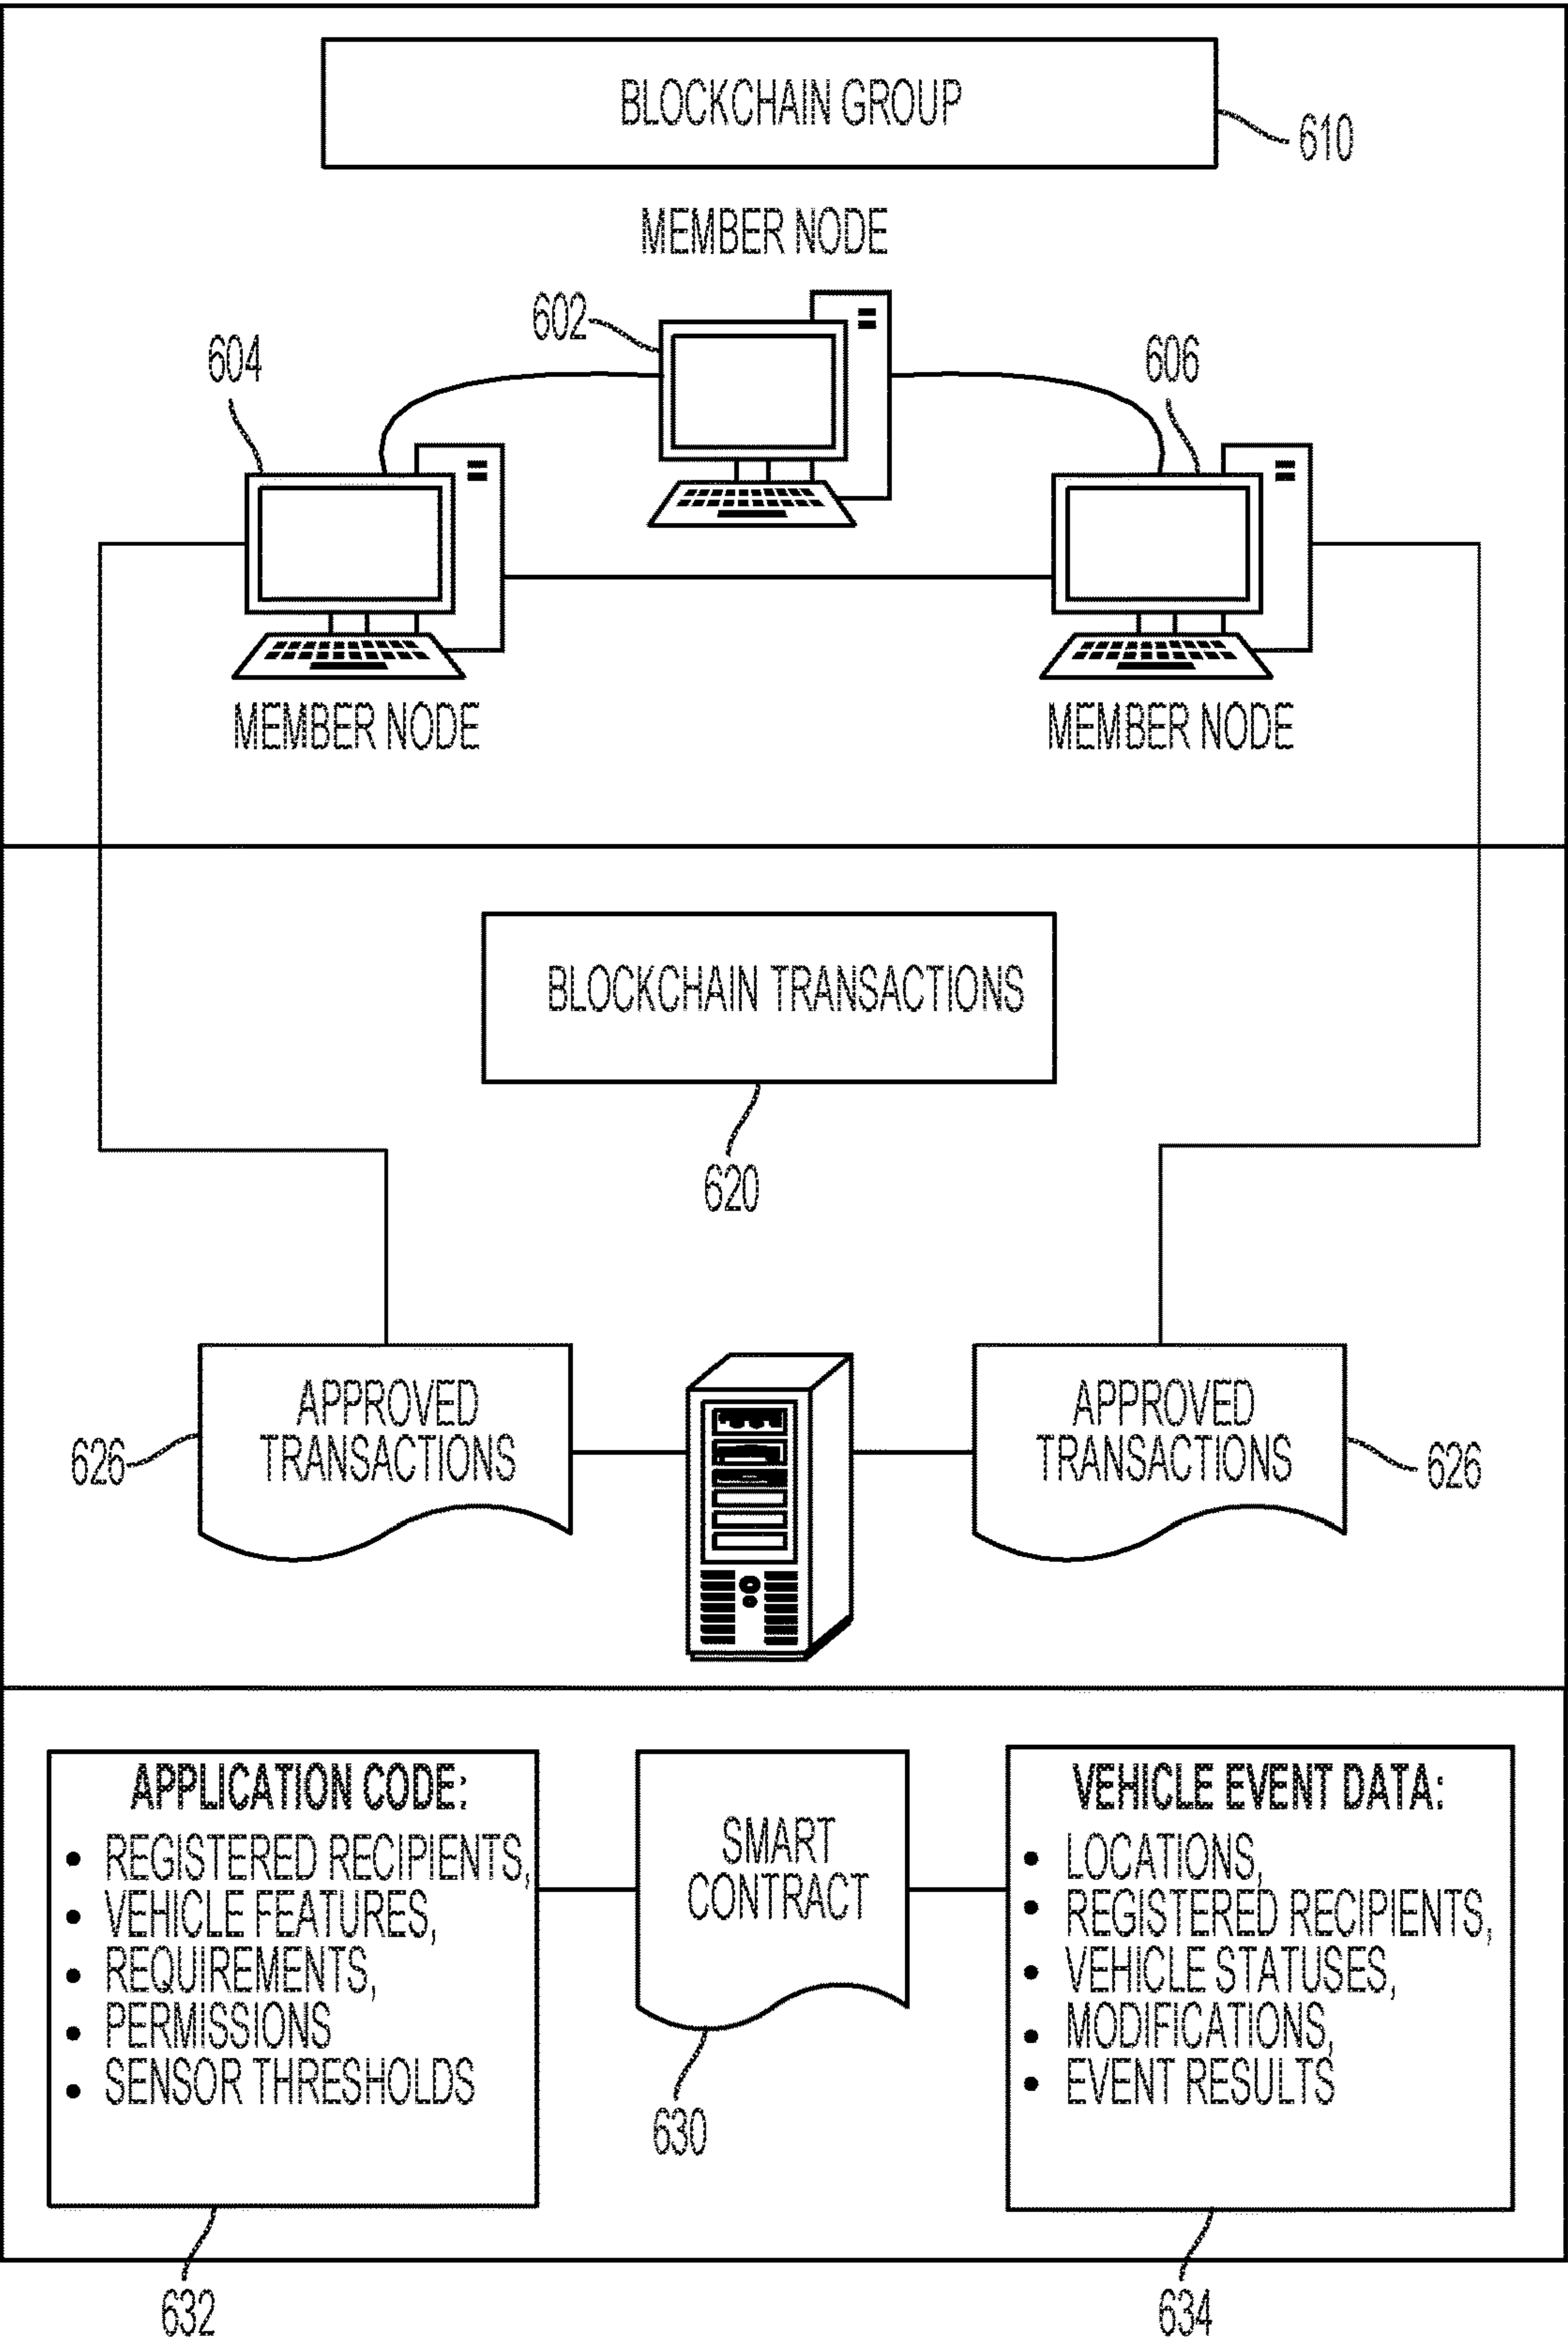 BLOCKCHAIN GROUP
610
MEMBER NODE
602
604
606
MEMBER NODE
MEMBER NODE
BLOCKCHAIN TRANSACTIONS
620
APPROVED
TRANSACTIONS
626
APPROVED
TRANSACTIONS
626
APPLICATION CODE:
• REGISTERED RECIPIENTS,
• VEHICLE FEATURES,
• REQUIREMENTS,
• PERMISSIONS
• SENSOR THRESHOLDS
632
SMART
CONTRACT
630
VEHICLE EVENT DATA:
• LOCATIONS,
• REGISTERED RECIPIENTS,
• VEHICLE STATUSES,
• MODIFICATIONS,
• EVENT RESULTS
634